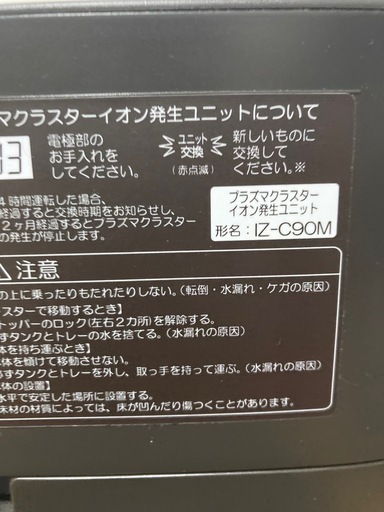 マクラスターイオン発生ユニットについて
電極部の
お手入れを
してください。
ユニット
交換
(赤点滅)
新しいものに
交換して
ください。※
4時間運転した場合、
経過すると交換時期をお知らせし、
2ヶ月経過するとプラズマクラスター
の発生が停止します。
プラズマクラスター
イオン発生ユニット
形名：IZ-C90M
注意
の上に乗ったりもたれたりしない。(転倒・水漏れ・ケガの原因)
スターで移動するとき】
トッパーのロック(左右2カ所)を解除する。
ずタンクとトレーの水を捨てる。(水漏れの原因)
体を持ち運ぶとき】
体を傾けて移動させない。
ずタンクとトレーを外し、取っ手を持って運ぶ。(水漏れの原因)
体の設置】
水平で安定した場所に設置する。
床材の材質によっては、床が凹んだり傷つくことがあります。